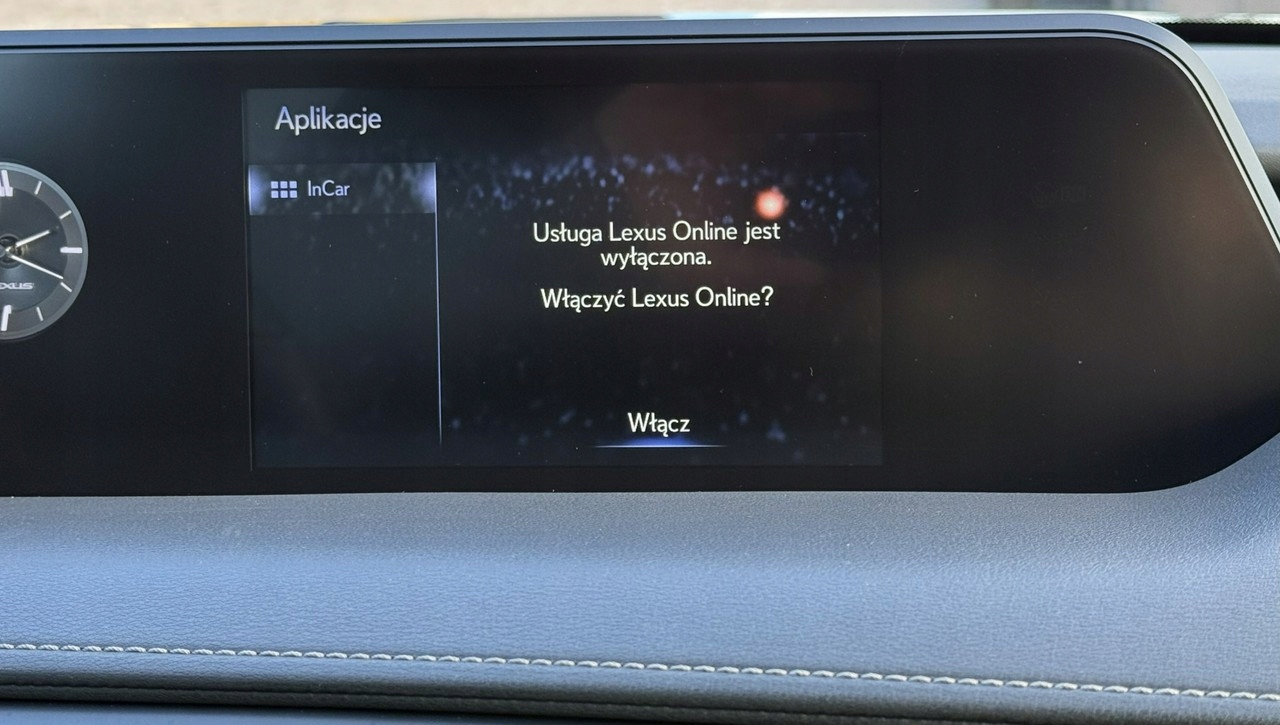 Aplikacje
InCar
Usługa Lexus Online jest
wyłączona.
Włączyć Lexus Online?
Włącz